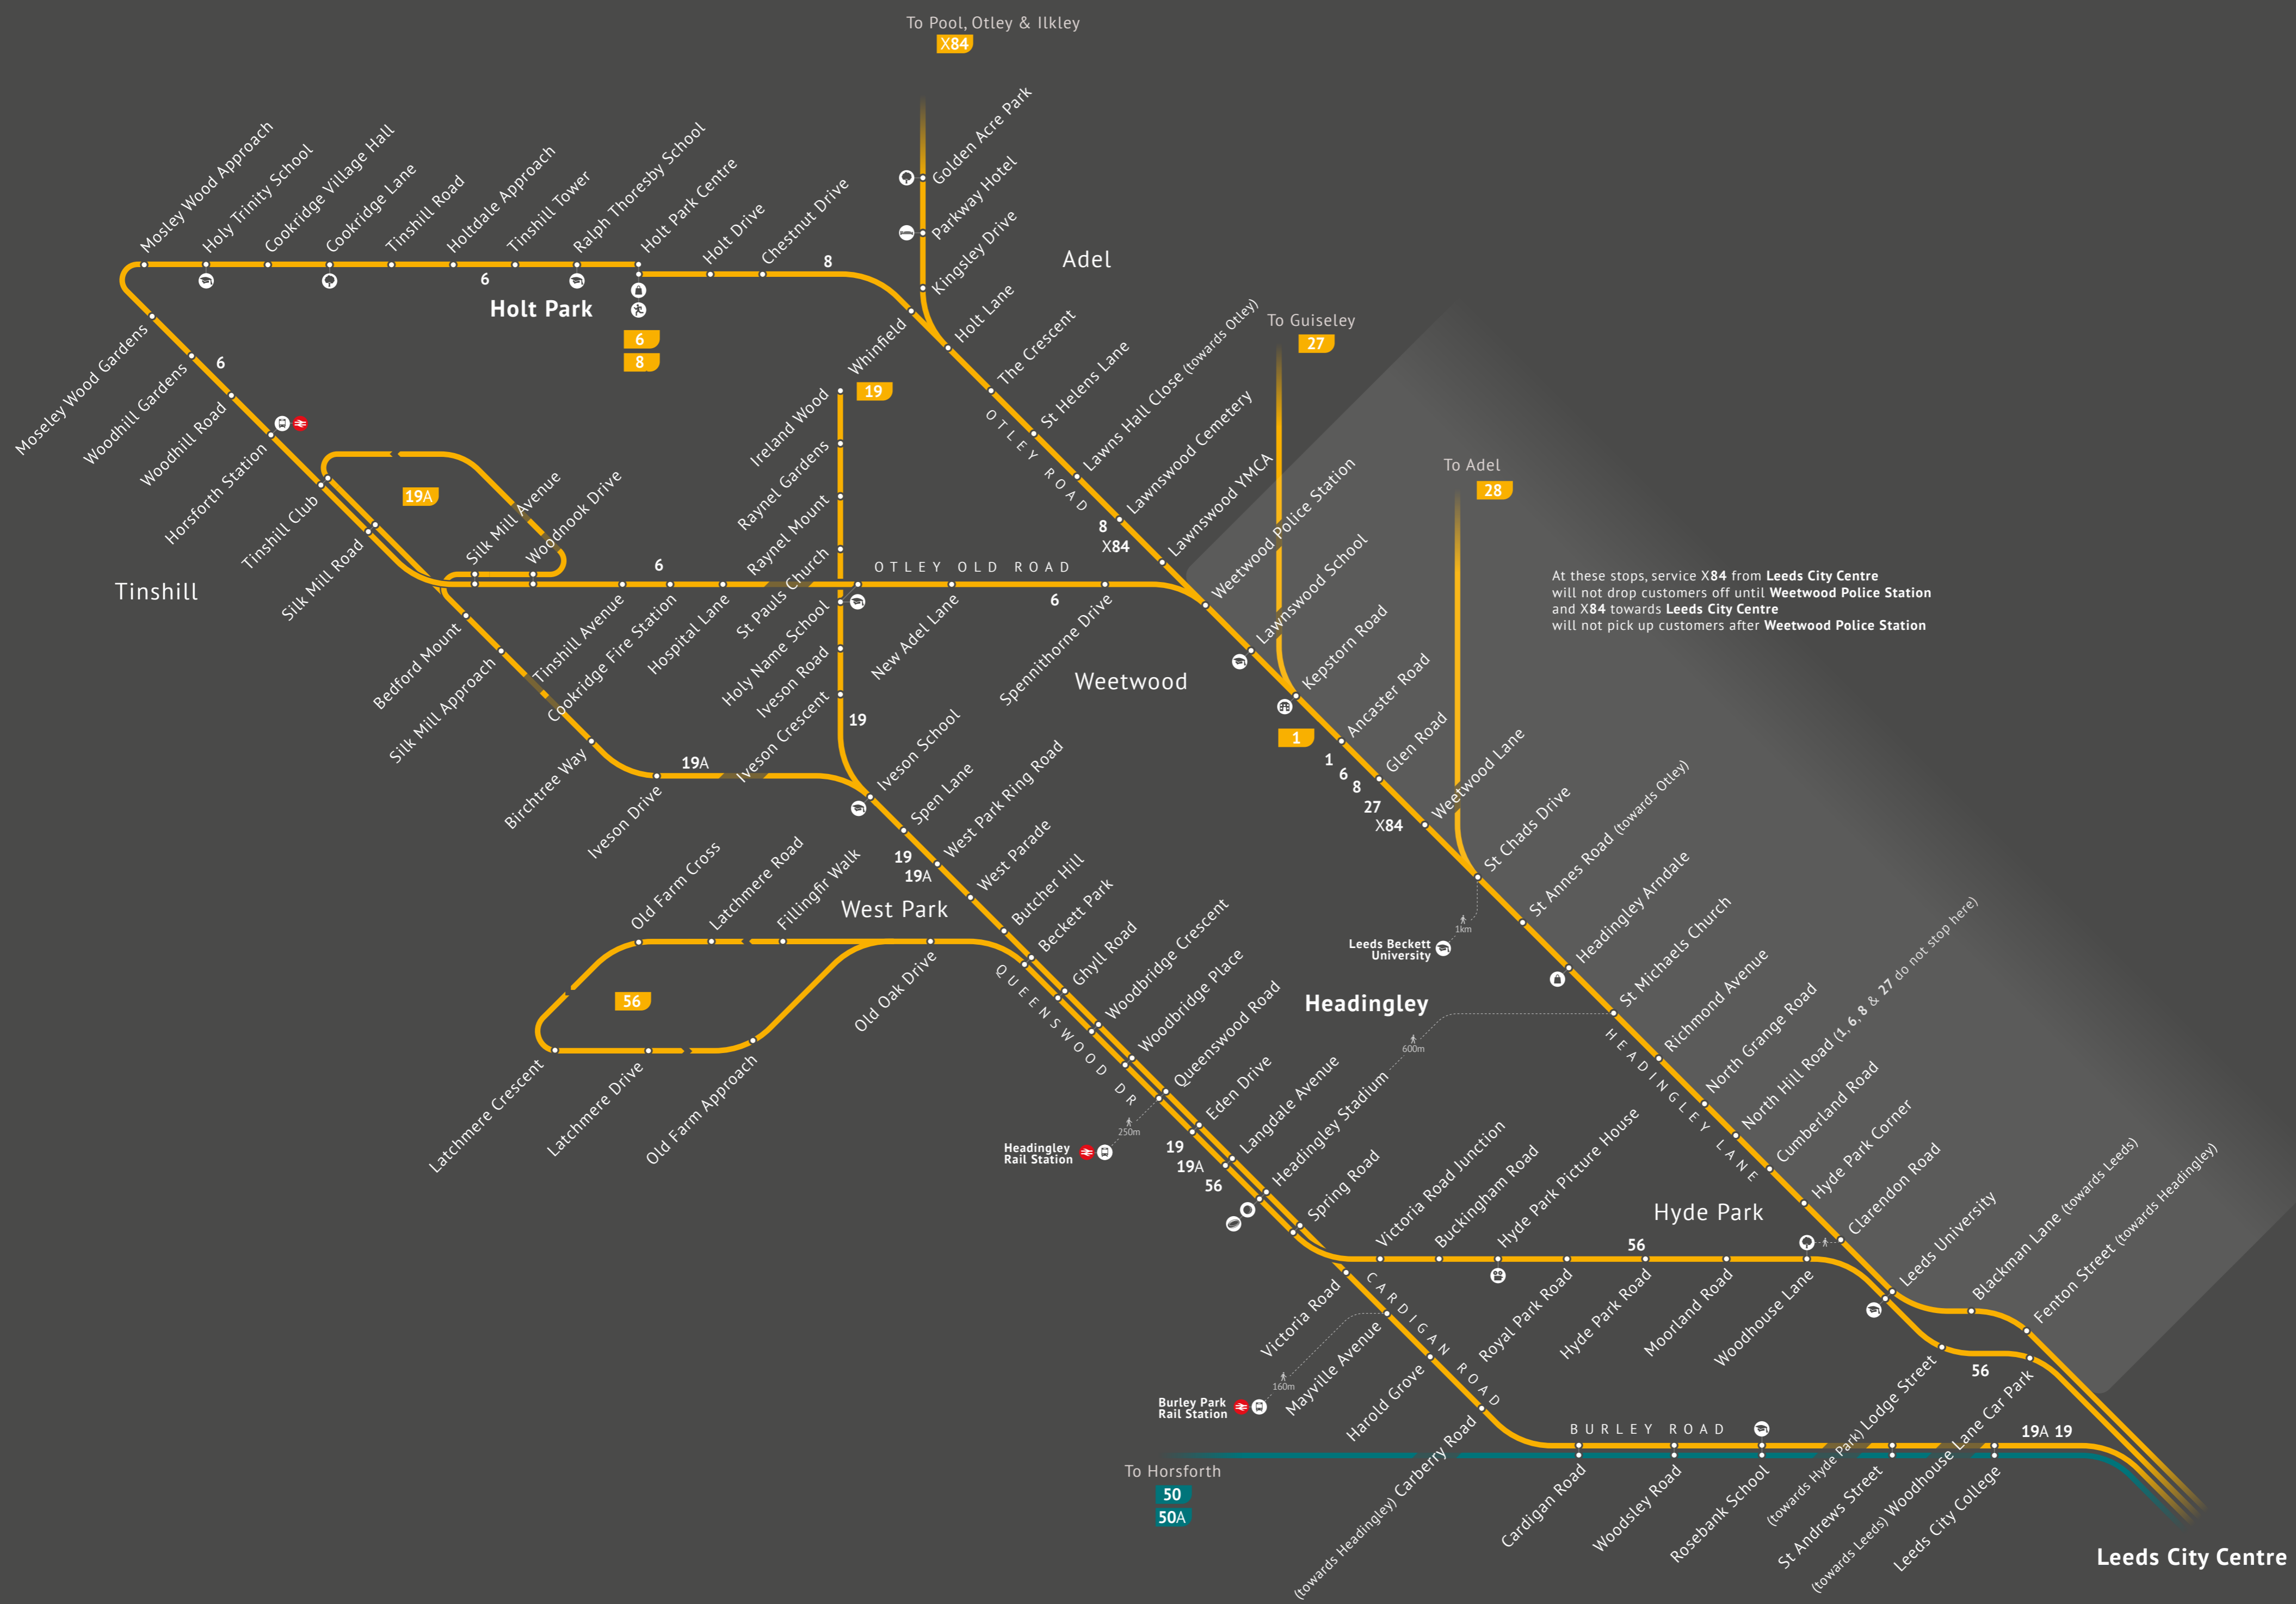 To Pool, Otley & Ilkley
X84
Golden Acre Park
Parkway Hotel
Kingsley Drive
Adel
Mosley Wood Approach
Holy Trinity School
Cookridge Village Hall
Cookridge Lane
Tinshill Road
Holtdale Approach
Tinshill Tower
Ralph Thoresby School
Holt Park Centre
Holt Drive
Chestnut Drive
8
6
Holt Park
6
8
Whinfield
Holt Lane
The Crescent
St Helens Lane
Lawns Hall Close (towards Otley)
Lawnswood Cemetery
Lawnswood YMCA
OTLEY ROAD
8
X84
To Guiseley
27
To Adel
28
Moseley Wood Gardens
Woodhill Gardens
Woodhill Road
6
Horsforth Station
Tinshill Club
Silk Mill Road
Tinshill
19A
Silk Mill Avenue
Woodnook Drive
6
19
Ireland Wood
Raynel Gardens
Raynel Mount
St Pauls Church
Holy Name School
Iveson Road
Iveson Crescent
19
OTLEY OLD ROAD
6
Tinshill Avenue
Cookridge Fire Station
Hospital Lane
New Adel Lane
Spennithorne Drive
Bedford Mount
Silk Mill Approach
Birchtree Way
Iveson Drive
19A
Weetwood
Weetwood Police Station
Lawnswood School
Kepstorn Road
1
Ancaster Road
Glen Road
Weetwood Lane
1
6
8
27
X84
At these stops, service X84 from Leeds City Centre
will not drop customers off until Weetwood Police Station
and X84 towards Leeds City Centre
will not pick up customers after Weetwood Police Station
St Chads Drive
St Annes Road (towards Otley)
Headingley Arndale
St Michaels Church
Richmond Avenue
North Grange Road
North Hill Road (1, 6, 8 & 27 do not stop here)
Cumberland Road
Hyde Park Corner
Clarendon Road
Leeds University
Blackman Lane (towards Leeds)
Fenton Street (towards Headingley)
HEADINGLEY LANE
1km
Leeds Beckett
University
Headingley
600m
Iveson School
Spen Lane
West Park Ring Road
West Parade
Butcher Hill
Beckett Park
Ghyll Road
Woodbridge Crescent
Woodbridge Place
Queenswood Road
Eden Drive
Langdale Avenue
Headingley Stadium
Spring Road
19
19A
West Park
Old Farm Cross
Latchmere Road
Fillingfir Walk
Old Oak Drive
56
Latchmere Crescent
Latchmere Drive
Old Farm Approach
QUEENSWOOD DR
250m
Headingley
Rail Station
19
19A
56
Hyde Park
Victoria Road Junction
Buckingham Road
Hyde Park Picture House
56
Royal Park Road
Hyde Park Road
Moorland Road
Woodhouse Lane
(towards Hyde Park) Lodge Street
(towards Leeds) Woodhouse Lane Car Park
56
Victoria Road
Mayville Avenue
Harold Grove
(towards Headingley) Carberry Road
CARDIGAN ROAD
160m
Burley Park
Rail Station
BURLEY ROAD
19A 19
Cardigan Road
Woodsley Road
Rosebank School
St Andrews Street
Leeds City College
To Horsforth
50
50A
Leeds City Centre